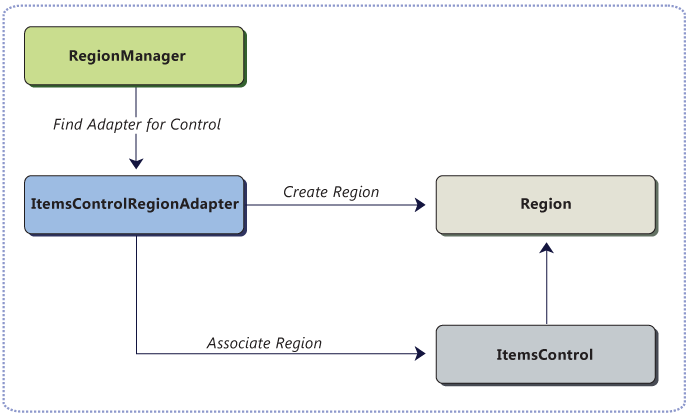 RegionManager
Find Adapter for Control
ItemsControlRegionAdapter
Create Region
Region
Associate Region
ItemsControl